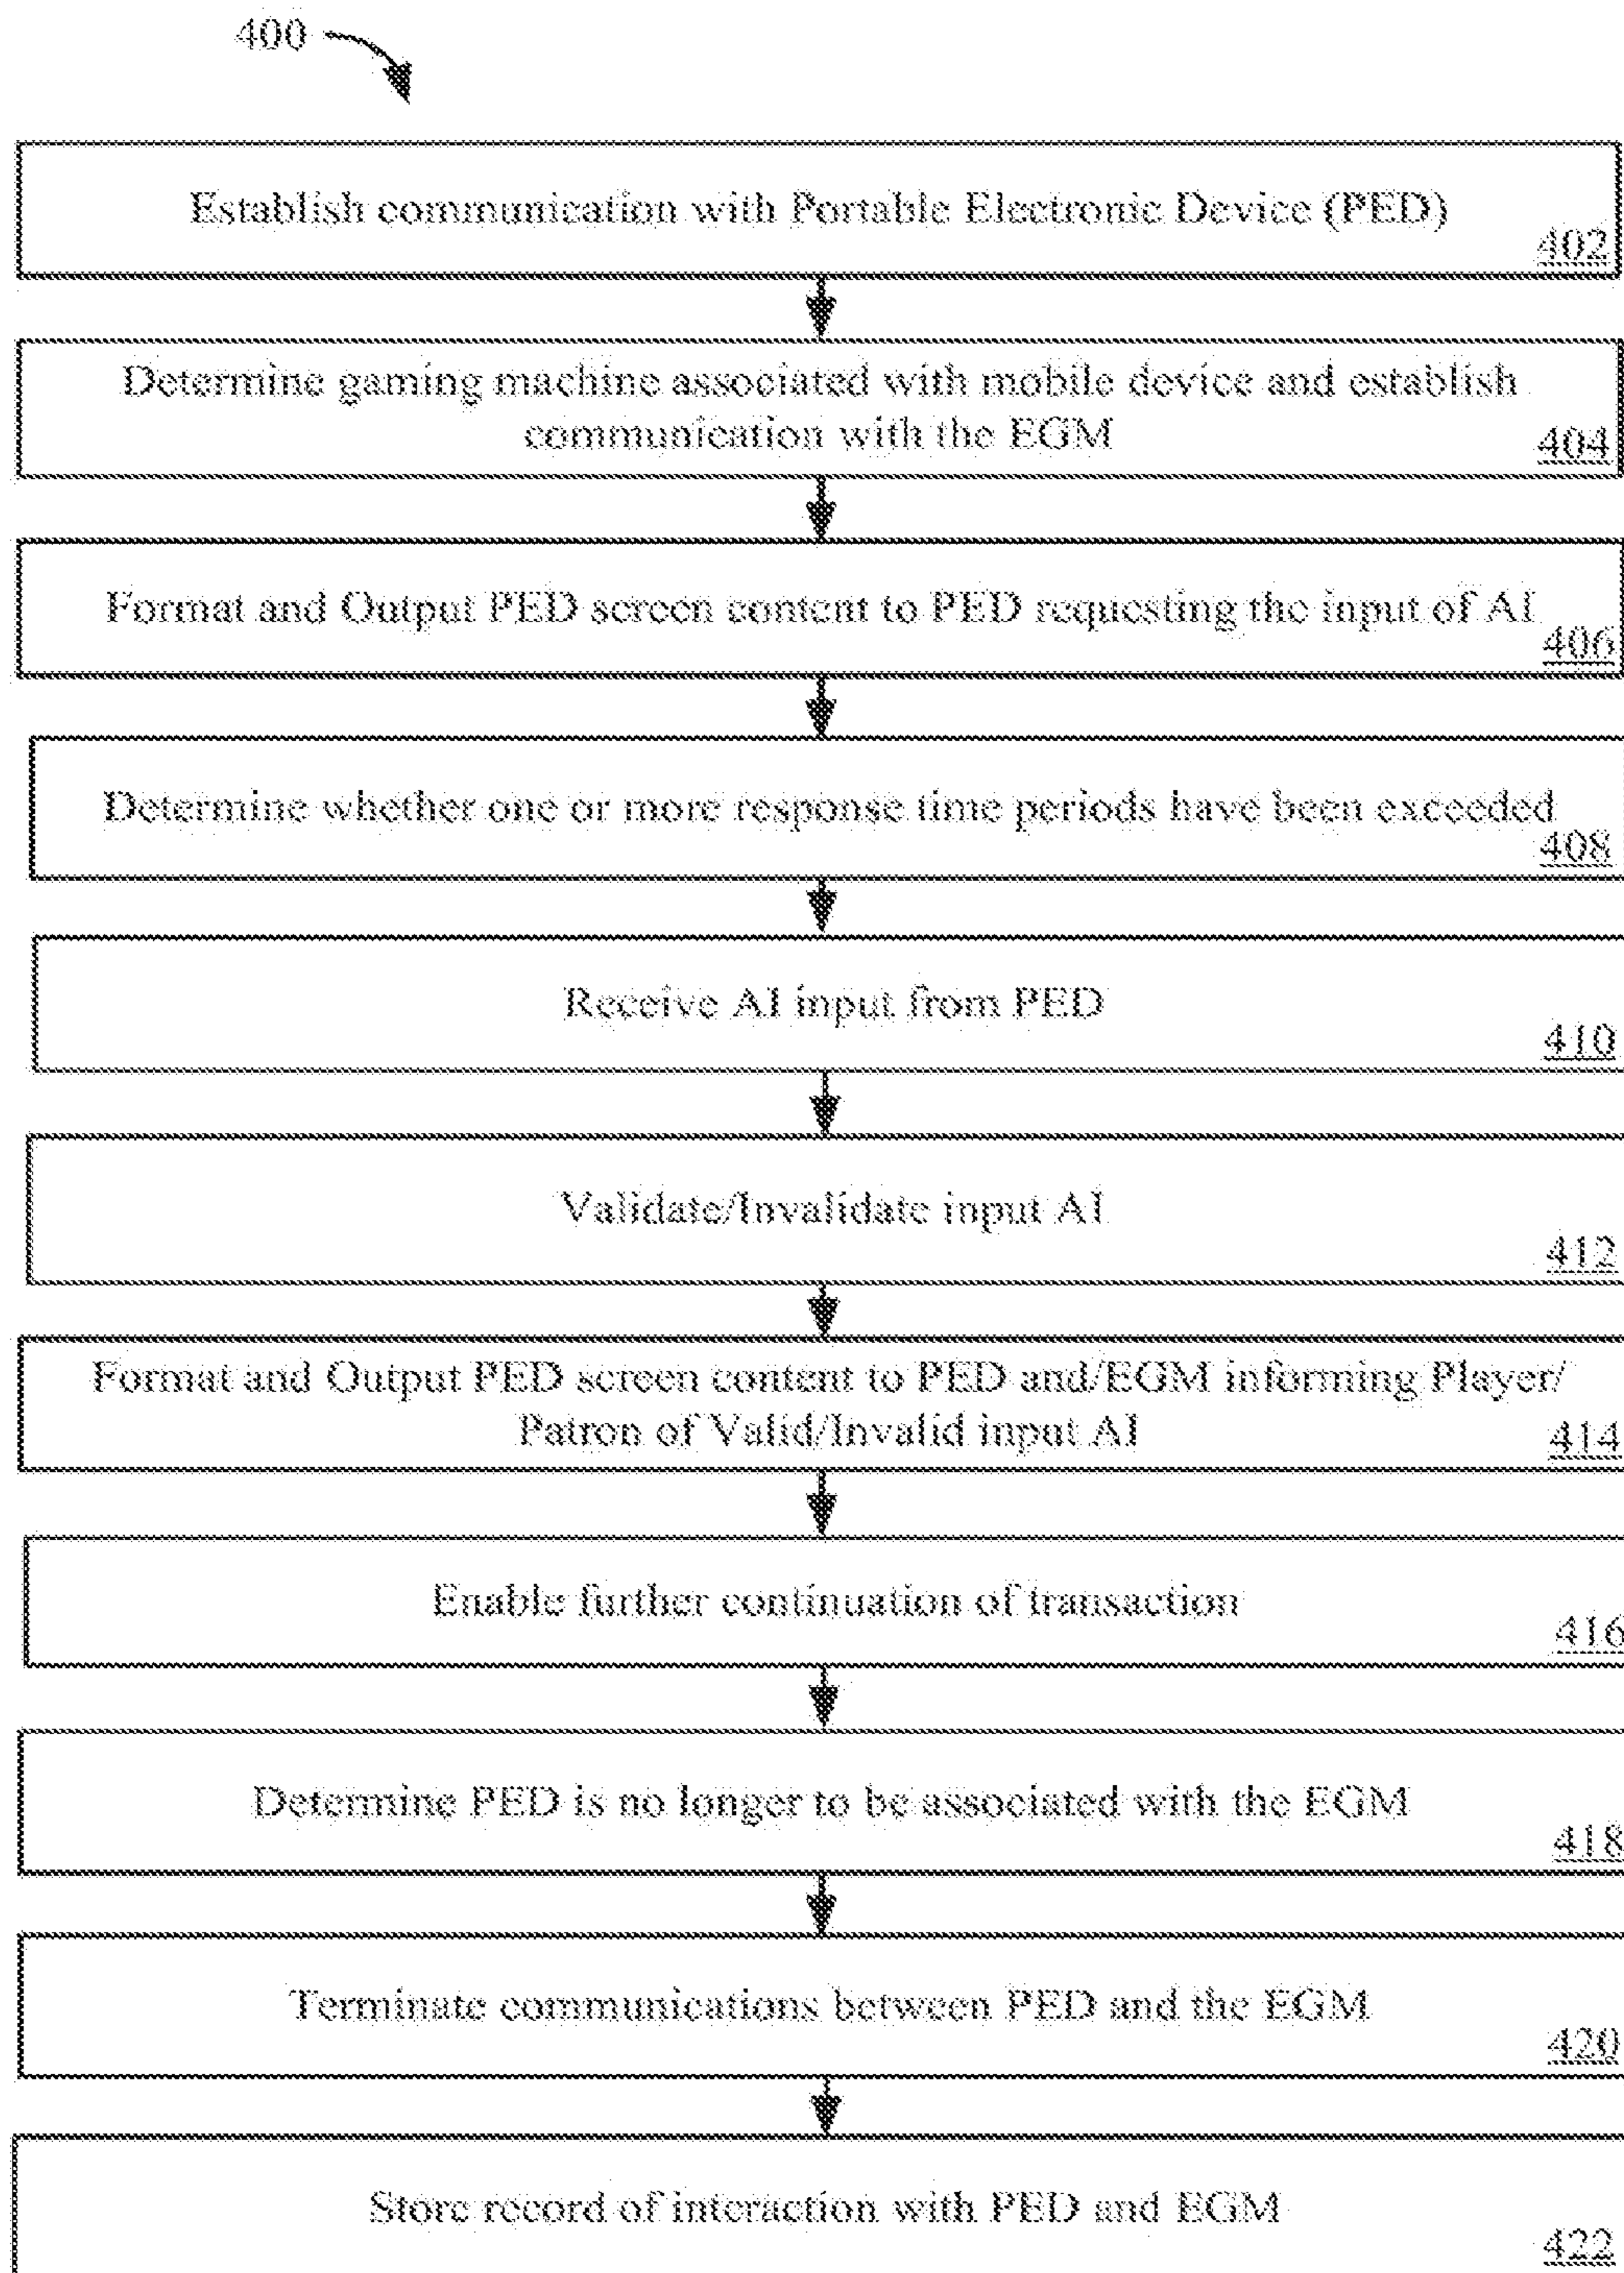 400
Establish communication with Portable Electronic Device (PED)
402
Determine gaming machine associated with mobile device and establish
communication with the EGM
404
Format and Output PED screen content to PED requesting the input of AI
406
Determine whether one or more response time periods have been exceeded
408
Receive AI input from PED
410
Validate/Invalidate input AI
412
Format and Output PED screen content to PED and/EGM informing Player/
Patron of Valid/Invalid input AI
414
Enable further continuation of transaction
416
Determine PED is no longer to be associated with the EGM
418
Terminate communications between PED and the EGM
420
Store record of interaction with PED and EGM
422